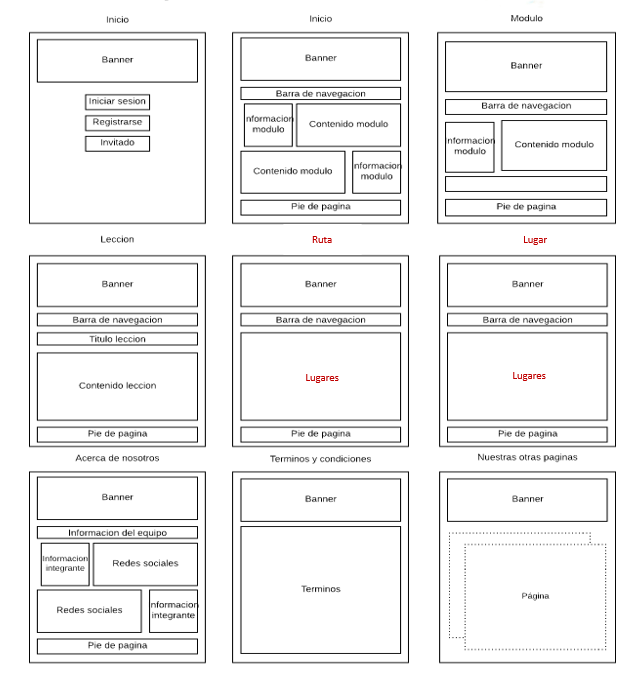 Inicio
Banner
Iniciar sesion
Registrarse
Invitado
Inicio
Banner
Barra de navegacion
nformacion
modulo
Contenido modulo
Contenido modulo
nformacion
modulo
Pie de pagina
Modulo
Banner
Barra de navegacion
Informacion
modulo
Contenido modulo
Pie de pagina
Leccion
Banner
Barra de navegacion
Titulo leccion
Contenido leccion
Pie de pagina
Ruta
Banner
Barra de navegacion
Lugares
Pie de pagina
Lugar
Banner
Barra de navegacion
Lugares
Pie de pagina
Acerca de nosotros
Banner
Informacion del equipo
Informacion
integrante
Redes sociales
Redes sociales
nformacion
integrante
Pie de pagina
Terminos y condiciones
Banner
Terminos
Nuestras otras paginas
Banner
Página